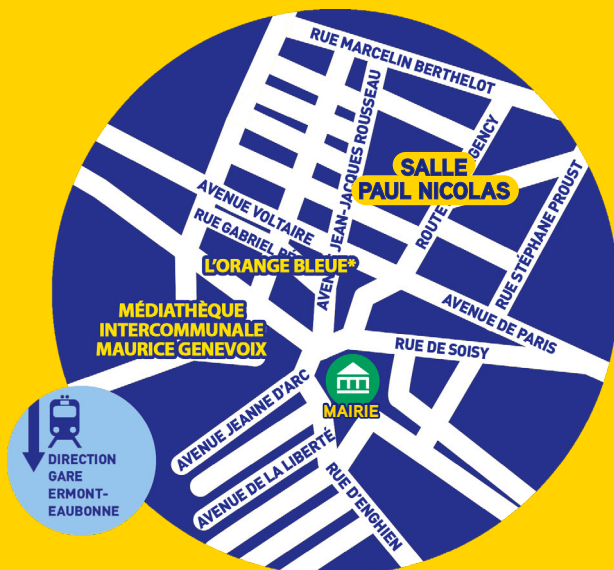 RUE MARCELIN BERTHELOT
AVENUE JEAN-JACQUES ROUSSEAU
SALLE
PAUL NICOLAS
RUE STÉPHANE PROUST
AVENUE VOLTAIRE
RUE GABRIEL
L'ORANGE BLEUE*
AVENUE DE PARIS
MÉDIATHÈQUE
INTERCOMMUNALE
MAURICE GENEVOIX
RUE DE SOISY
MAIRIE
AVENUE JEANNE D'ARC
AVENUE DE LA LIBERTÉ
RUE D'ENGHIEN
DIRECTION
GARE
ERMONT-
EAUBONNE